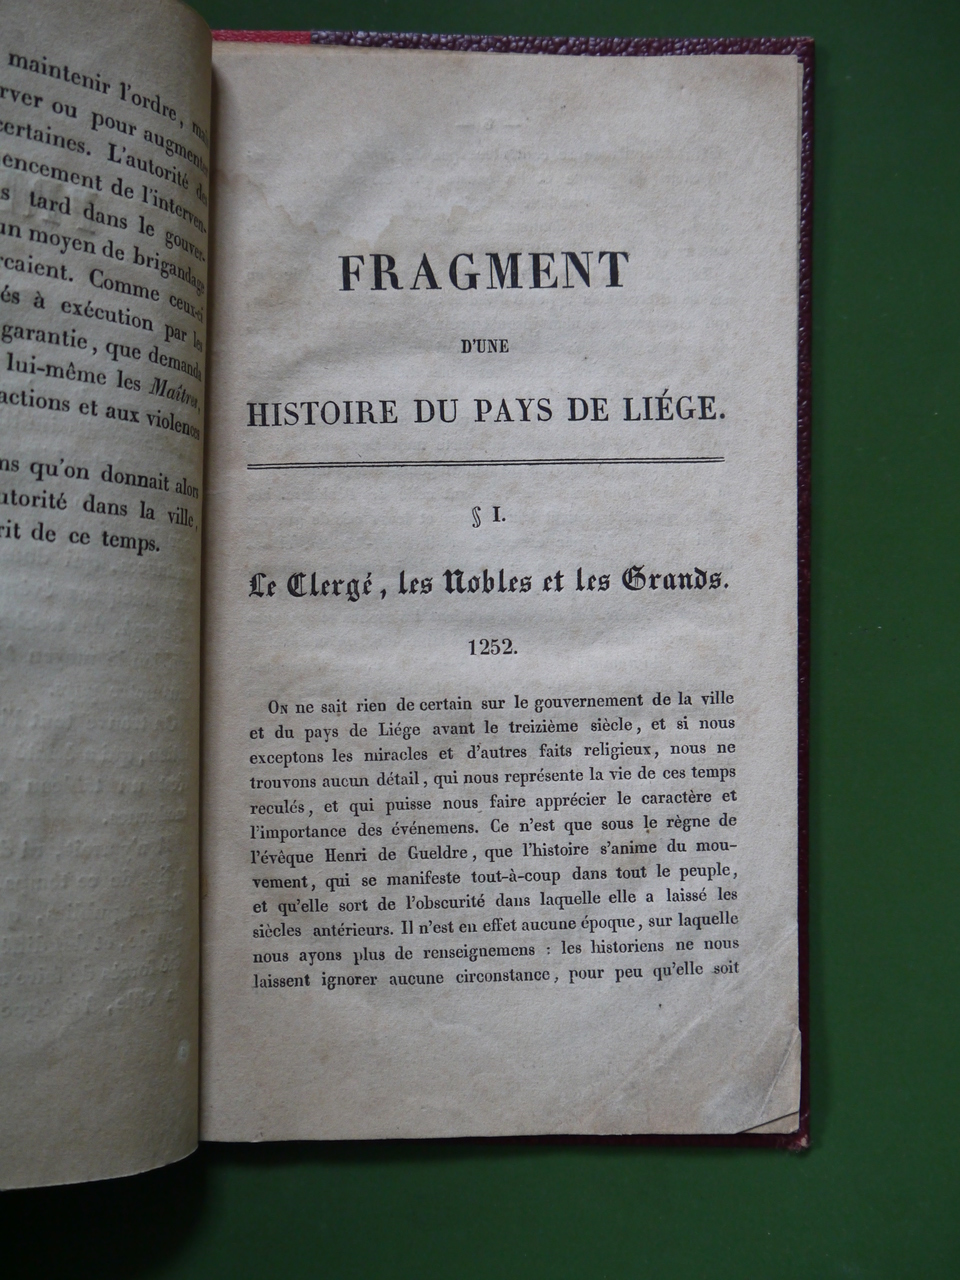 maintenir l'ordre,
rver ou pour augmenter
certaines. L'autorité des
encement de l'interven-
s tard dans le gouver-
un moyen de brigandage
rçaient. Comme ceux-ci
és à exécution par les
garantie, que demanda
lui-même les Maîtres,
actions et aux violences
ns qu'on donnait alors
utorité dans la ville,
rit de ce temps.
FRAGMENT
D'UNE
HISTOIRE DU PAYS DE LIÉGE.
§ I.
Le Clergé, les Nobles et les Grands.
1252.
ON ne sait rien de certain sur le gouvernement de la ville
et du pays de Liége avant le treizième siècle, et si nous
exceptons les miracles et d'autres faits religieux, nous ne
trouvons aucun détail, qui nous représente la vie de ces temps
reculés, et qui puisse nous faire apprécier le caractère et
l'importance des événemens. Ce n'est que sous le règne de
l'évêque Henri de Gueldre, que l'histoire s'anime du mou-
vement, qui se manifeste tout-à-coup dans tout le peuple,
et qu'elle sort de l'obscurité dans laquelle elle a laissé les
siècles antérieurs. Il n'est en effet aucune époque, sur laquelle
nous ayons plus de renseignemens : les historiens ne nous
laissent ignorer aucune circonstance, pour peu qu'elle soit